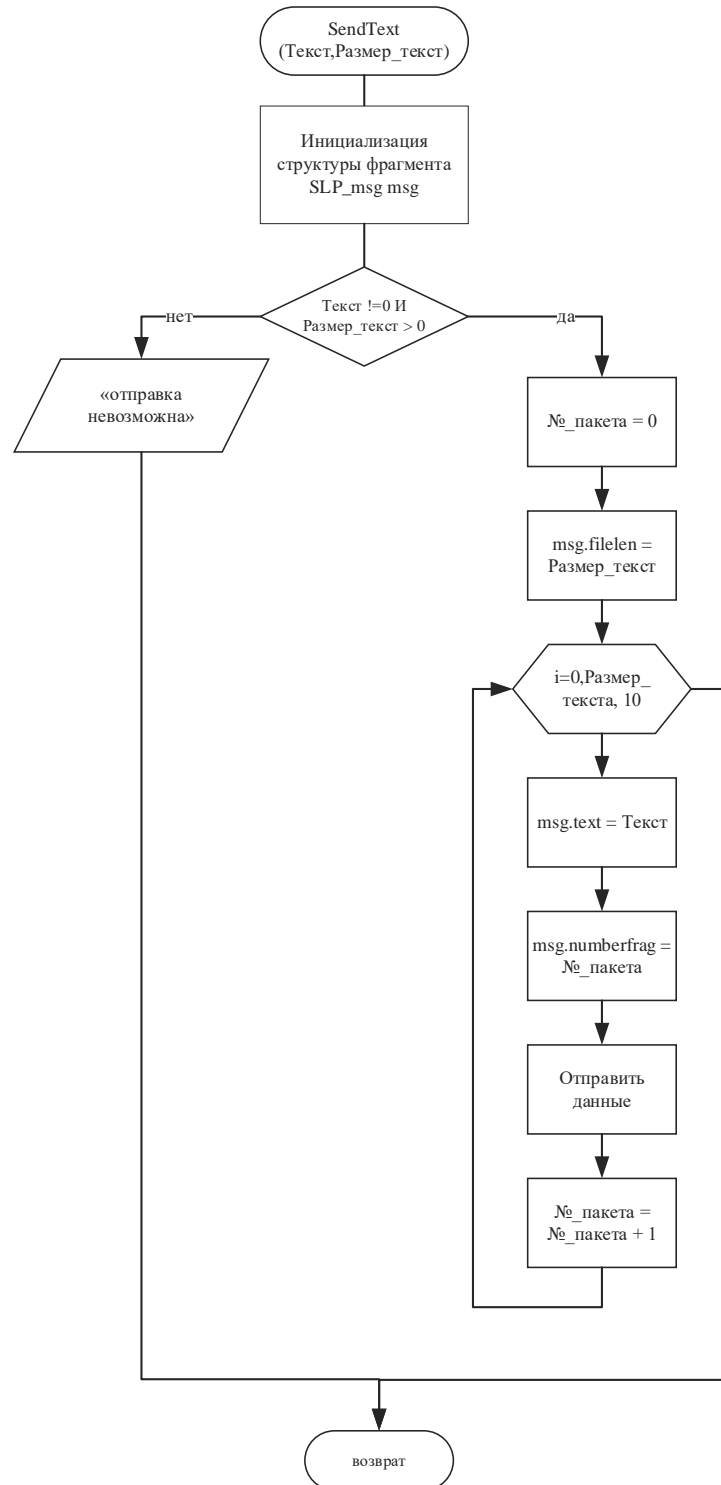 SendText
(Текст,Размер_текст)
Инициализация
структуры фрагмента
SLP_msg msg
Текст !=0 И
Размер_текст > 0
нет
да
«отправка
невозможна»
№_пакета = 0
msg.filelen =
Размер_текст
i=0,Размер_
текста, 10
msg.text = Текст
msg.numberfrag =
№_пакета
Отправить
данные
№_пакета =
№_пакета + 1
возврат